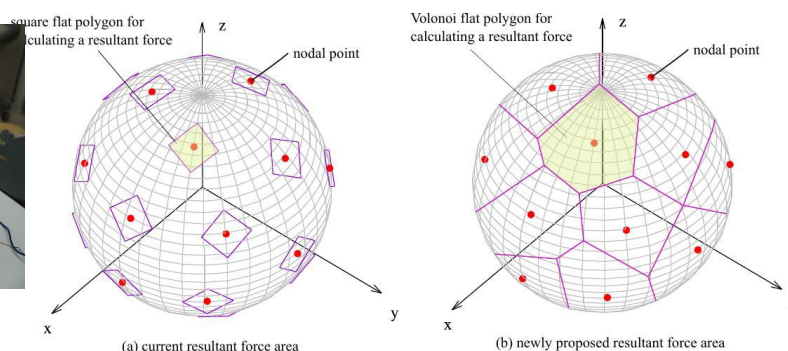 square flat polygon for
calculating a resultant force
z
nodal point
x
y
(a) current resultant force area
Volonoi flat polygon for
calculating a resultant force
z
nodal point
x
(b) newly proposed resultant force area